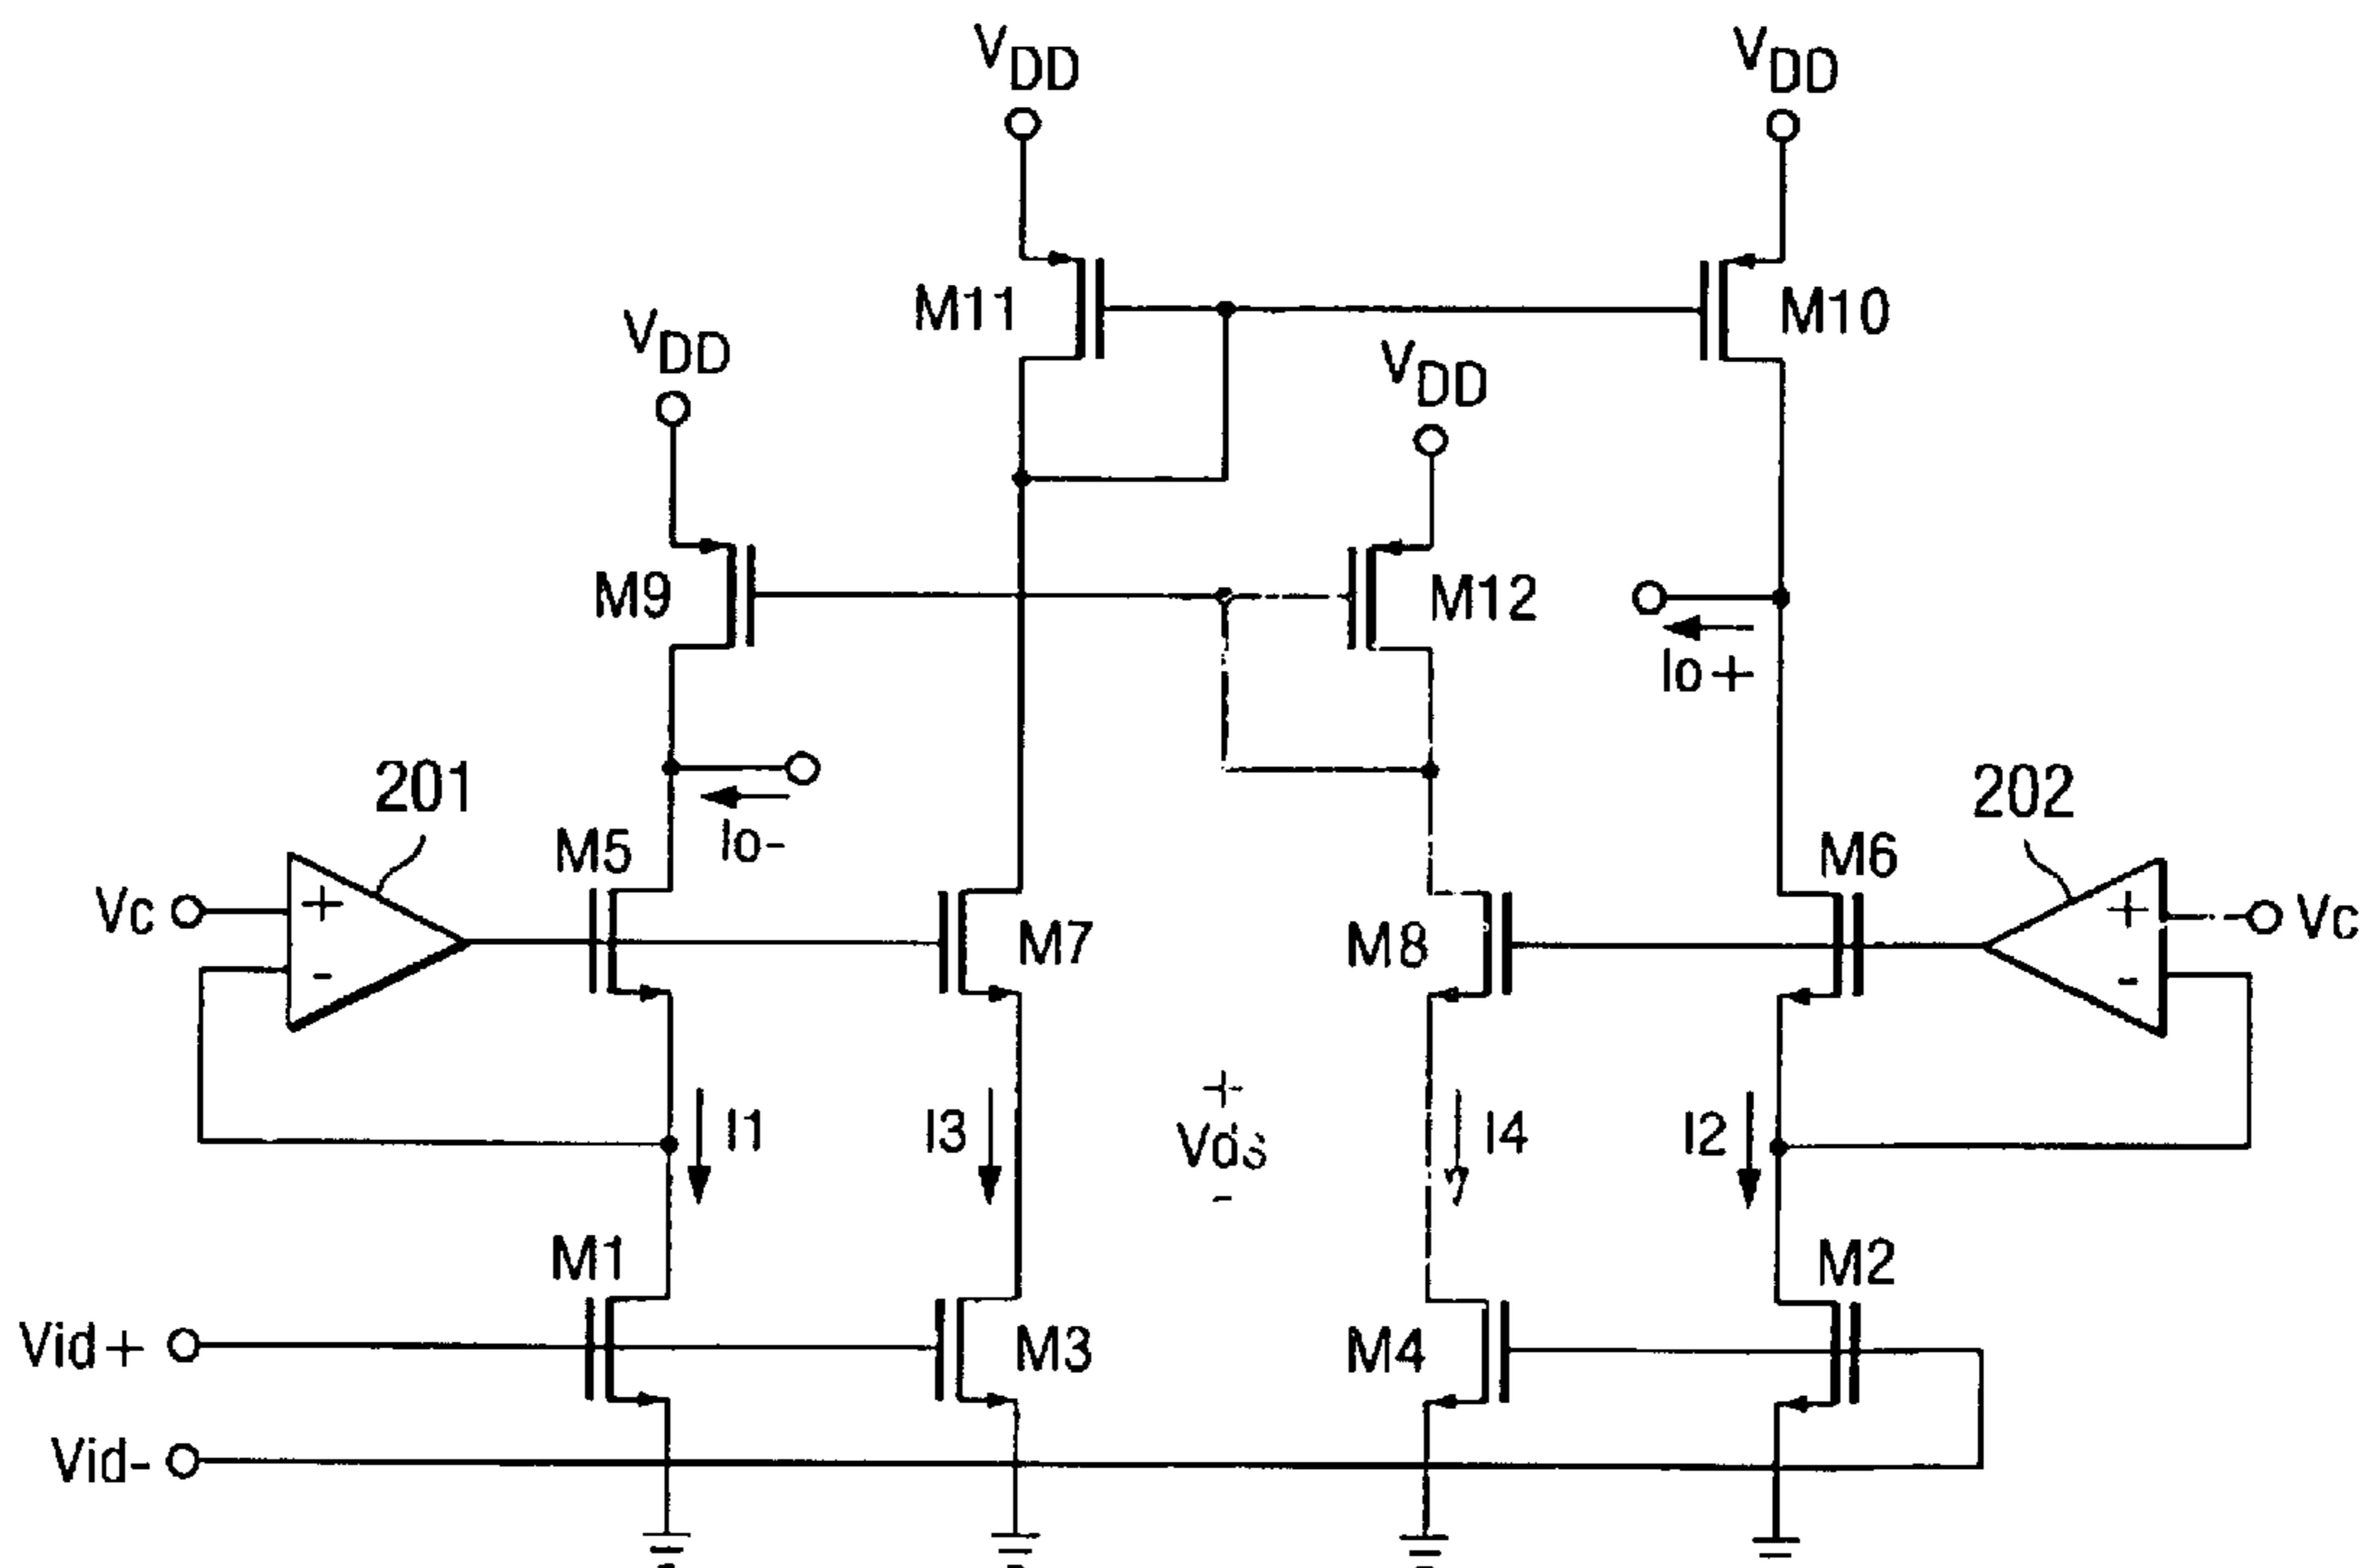 VDD
VDD
M11
M10
VDD
VDD
M9
M12
Io+
201
202
M5
Io-
M6
Vc
+
-
M7
M8
+
-
Vc
I1
I3
+
Vds
-
I4
I2
M1
M2
Vid+
M3
M4
Vid-